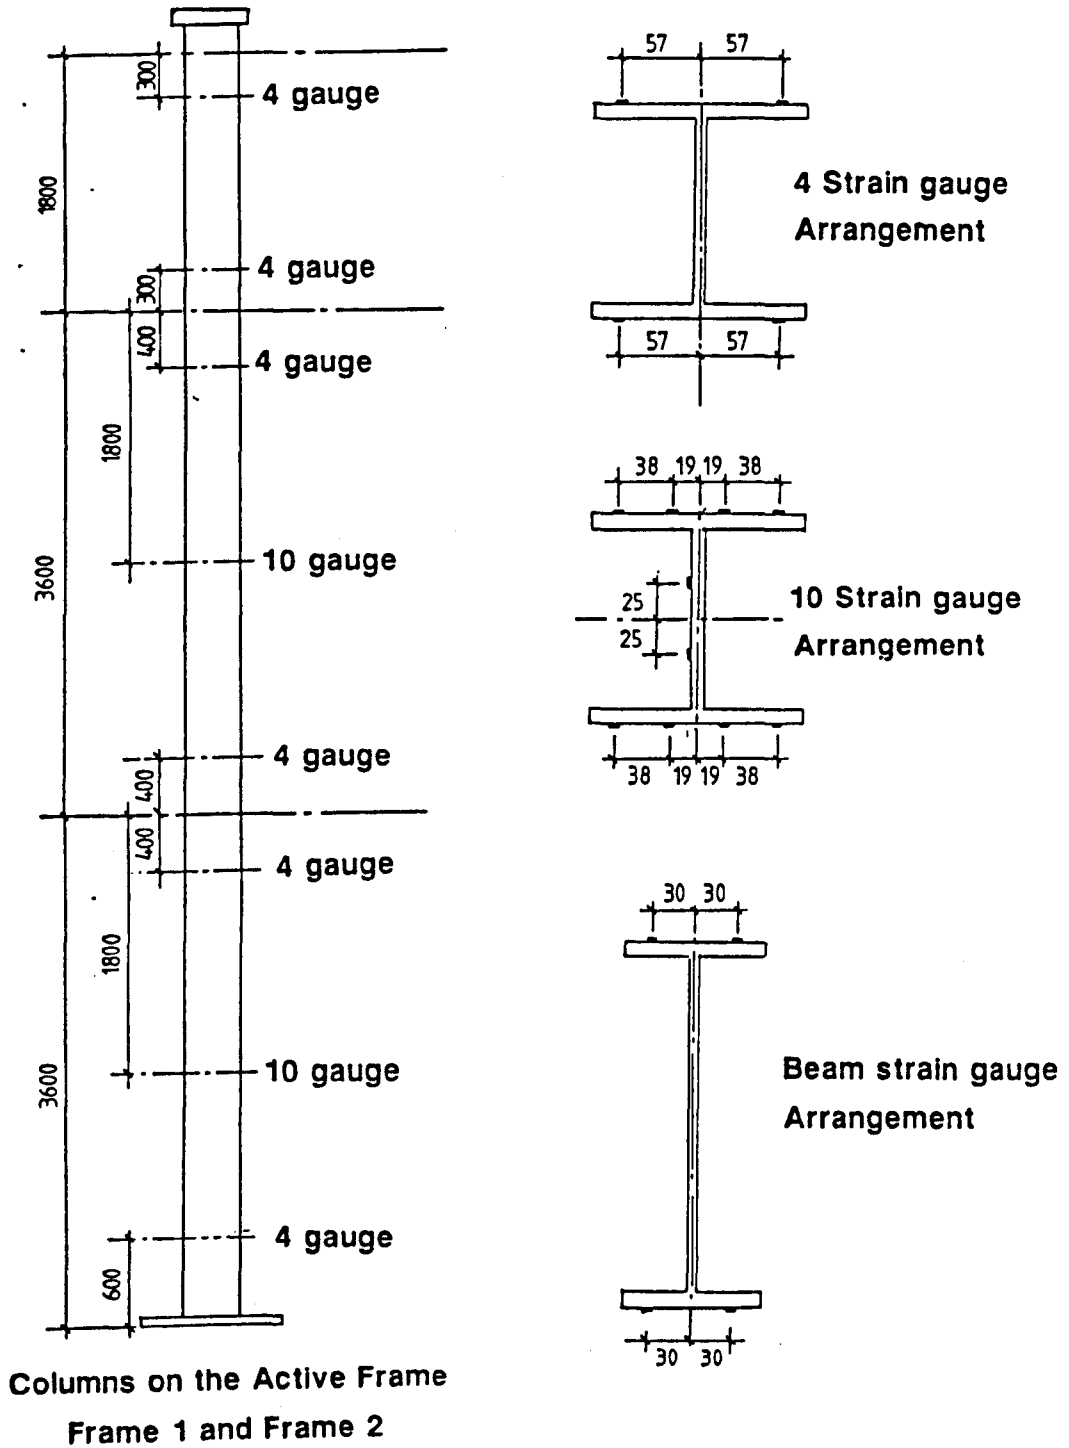 300
4 gauge
1800
4 gauge
300
400
4 gauge
1800
10 gauge
3600
4 gauge
400
400
4 gauge
1800
10 gauge
3600
4 gauge
600
Columns on the Active Frame
Frame 1 and Frame 2
57 57
4 Strain gauge
Arrangement
57 57
38 19 19 38
25
25
10 Strain gauge
Arrangement
38 19 19 38
30 30
Beam strain gauge
Arrangement
30 30